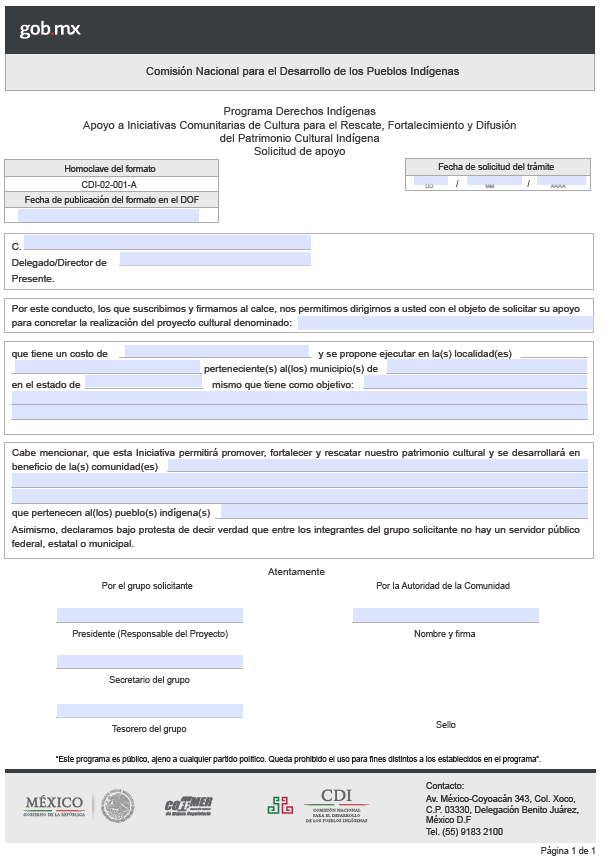 gob.mx
Comisión Nacional para el Desarrollo de los Pueblos Indígenas
Programa Derechos Indígenas
Apoyo a Iniciativas Comunitarias de Cultura para el Rescate, Fortalecimiento y Difusión
del Patrimonio Cultural Indígena
Solicitud de apoyo
Homoclave del formato
CDI-02-001-A
Fecha de publicación del formato en el DOF
Fecha de solicitud del trámite
/ /
DD MM AAAA
C.
Delegado/Director de
Presente.
Por este conducto, los que suscribimos y firmamos al calce, nos permitimos dirigirnos a usted con el objeto de solicitar su apoyo
para concretar la realización del proyecto cultural denominado:
que tiene un costo de y se propone ejecutar en la(s) localidad(es)
perteneciente(s) al(los) municipio(s) de
en el estado de mismo que tiene como objetivo:
Cabe mencionar, que esta Iniciativa permitirá promover, fortalecer y rescatar nuestro patrimonio cultural y se desarrollará en
beneficio de la(s) comunidad(es)
que pertenecen al(los) pueblo(s) indígena(s)
Asimismo, declaramos bajo protesta de decir verdad que entre los integrantes del grupo solicitante no hay un servidor público
federal, estatal o municipal.
Atentamente
Por el grupo solicitante Por la Autoridad de la Comunidad
Presidente (Responsable del Proyecto) Nombre y firma
Secretario del grupo
Tesorero del grupo Sello
"Este programa es público, ajeno a cualquier partido político. Queda prohibido el uso para fines distintos a los establecidos en el programa".
MÉXICO
GOBIERNO DE LA REPÚBLICA
COFEMER
CDI
COMISIÓN NACIONAL
PARA EL DESARROLLO
DE LOS PUEBLOS INDÍGENAS
Contacto:
Av. México-Coyoacán 343, Col. Xoco,
C.P. 03330, Delegación Benito Juárez,
México D.F
Tel. (55) 9183 2100
Página 1 de 1